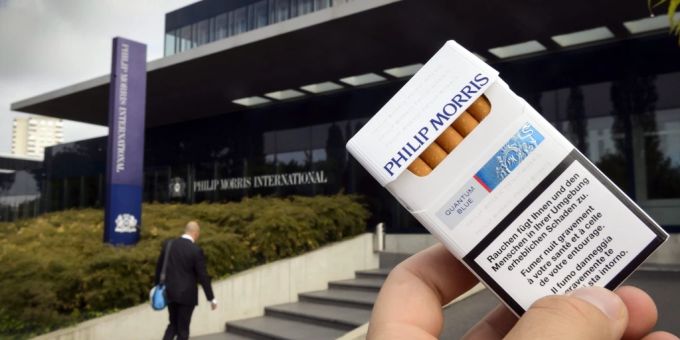 PHILIP MORRIS INTERNATIONAL
PHILIP MORRIS INTERNATIONAL
PHILIP MORRIS
QUANTUM
BLUE
Rauchen fügt Ihnen und den
Menschen in Ihrer Umgebung
erheblichen Schaden zu.
Fumer nuit gravement
à votre santé et à celle
de votre entourage.
Il fumo danneggia
gravemente te
sta intorno.